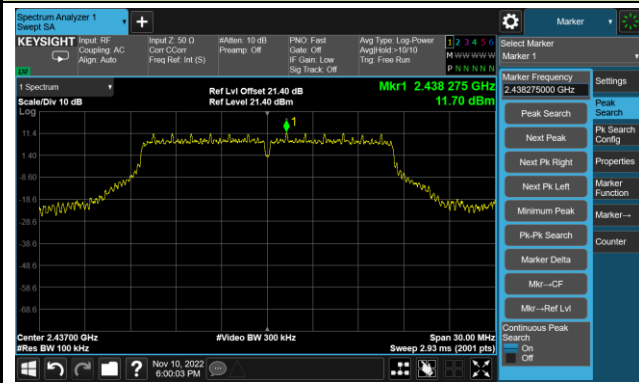 Spectrum Analyzer 1
Swept SA
Marker
KEYSIGHT
Input: RF
Coupling: AC
Align: Auto
Input Z: 50 Ω
Corr CCorr
Freq Ref: Int (S)
#Atten: 10 dB
Preamp: Off
PNO: Fast
Gate: Off
IF Gain: Low
Sig Track: Off
Avg Type: Log-Power
Avg|Hold:>10/10
Trig: Free Run
1 2 3 4 5 6
M W W W W W
P N N N N N
LXI
Select Marker
Marker 1
1 Spectrum
Scale/Div 10 dB
Log
Ref Lvl Offset 21.40 dB
Ref Level 21.40 dBm
Mkr1 2.438 275 GHz
11.70 dBm
1
11.4
1.40
-8.60
-18.6
-28.6
-38.6
-48.6
-58.6
-68.6
Center 2.43700 GHz
#Res BW 100 kHz
#Video BW 300 kHz
Span 30.00 MHz
Sweep 2.93 ms (2001 pts)
Marker Frequency
2.438275000 GHz
Peak Search
Next Peak
Next Pk Right
Next Pk Left
Minimum Peak
Pk-Pk Search
Marker Delta
Mkr→CF
Mkr→Ref Lvl
Continuous Peak
Search
On
Off
Settings
Peak
Search
Pk Search
Config
Properties
Marker
Function
Marker→
Counter
Nov 10, 2022
6:00:03 PM